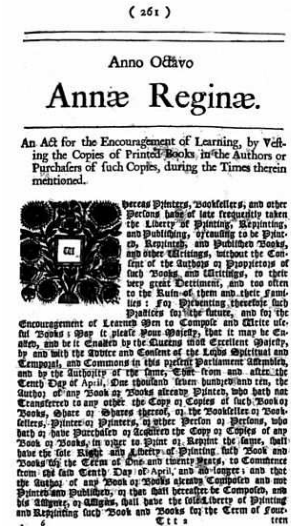 ( 261 )
Anno Octavo
Annæ Reginæ.
An Act for the Encouragement of Learning, by Vest-
ing the Copies of Printed Books in the Authors or
Purchasers of such Copies, during the Times therein
mentioned.
Whereas Printers, Booksellers, and other
Persons have of late frequently taken
the Liberty of Printing, Reprinting,
and Publishing, or causing to be Print-
ed, Reprinted, and Published Books,
and other Writings, without the Con-
sent of the Authors or Proprietors of
such Books and Writings, to their
very great Detriment, and too often
to the Ruin of them and their Fami-
lies : For Preventing therefore such
Practices for the future, and for the
Encouragement of Learned Men to Compose and Write use-
ful Books ; May it please Your Majesty, that it may be En-
acted, and be it Enacted by the Queens most Excellent Majesty,
by and with the Advice and Consent of the Lords Spiritual and
Temporal, and Commons in this present Parliament Assembled,
and by the Authority of the same, That from and after the
Tenth Day of April, One thousand seven hundred and ten, the
Author of any Book or Books already Printed, who hath not
Transferred to any other the Copy or Copies of such Book or
Books, Share or Shares thereof, or the Bookseller or Book-
sellers, Printer or Printers, or other Person or Persons, who
hath or have Purchased or Acquired the Copy or Copies of any
Book or Books, in order to Print or Reprint the same, shall
have the sole Right and Liberty of Printing such Book and
Books for the Term of One and twenty Years, to Commence
from the said Tenth Day of April, and no longer ; and that
the Author of any Book or Books already Composed and not
Printed and Published, or that shall hereafter be Composed, and
his Assignee, or Assigns, shall have the sole Liberty of Printing
and Reprinting such Book and Books for the Term of Four-
Ttt 2 teen